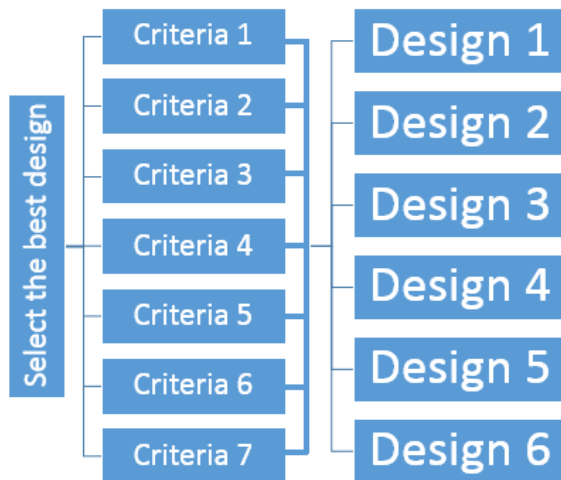 Select the best design
Criteria 1
Criteria 2
Criteria 3
Criteria 4
Criteria 5
Criteria 6
Criteria 7
Design 1
Design 2
Design 3
Design 4
Design 5
Design 6